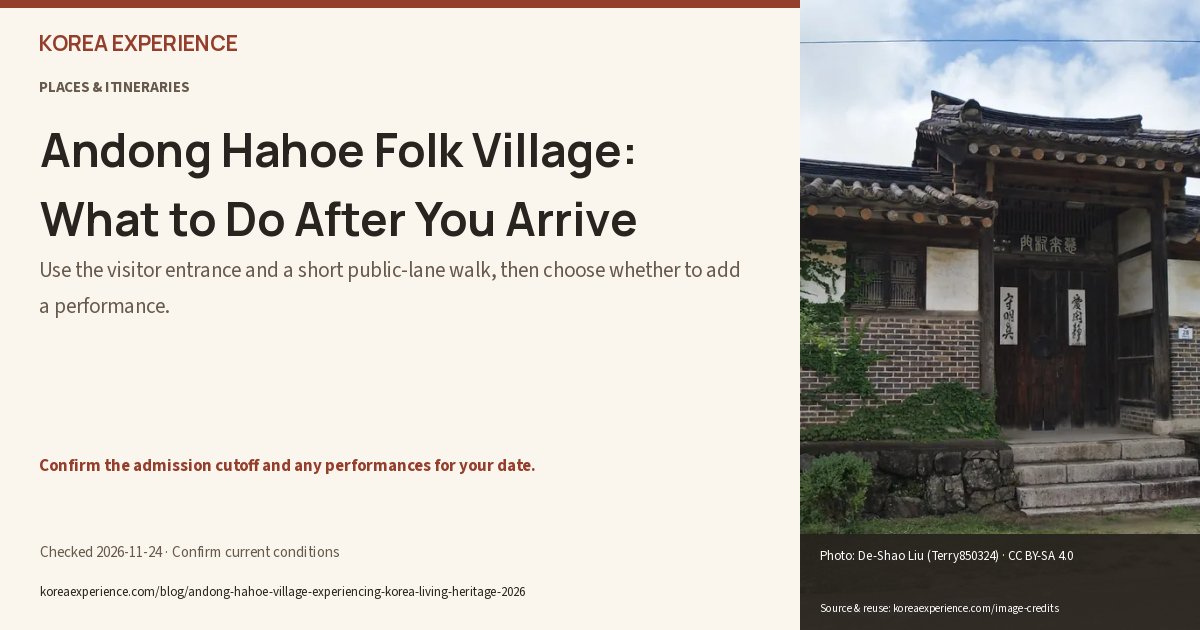 KOREA EXPERIENCE
PLACES & ITINERARIES
Andong Hahoe Folk Village:
What to Do After You Arrive
Use the visitor entrance and a short public-lane walk, then choose whether to add
a performance.
Confirm the admission cutoff and any performances for your date.
Checked 2026-11-24 · Confirm current conditions
koreaexperience.com/blog/andong-hahoe-village-experiencing-korea-living-heritage-2026
Photo: De-Shao Liu (Terry850324) · CC BY-SA 4.0
Source & reuse: koreaexperience.com/image-credits